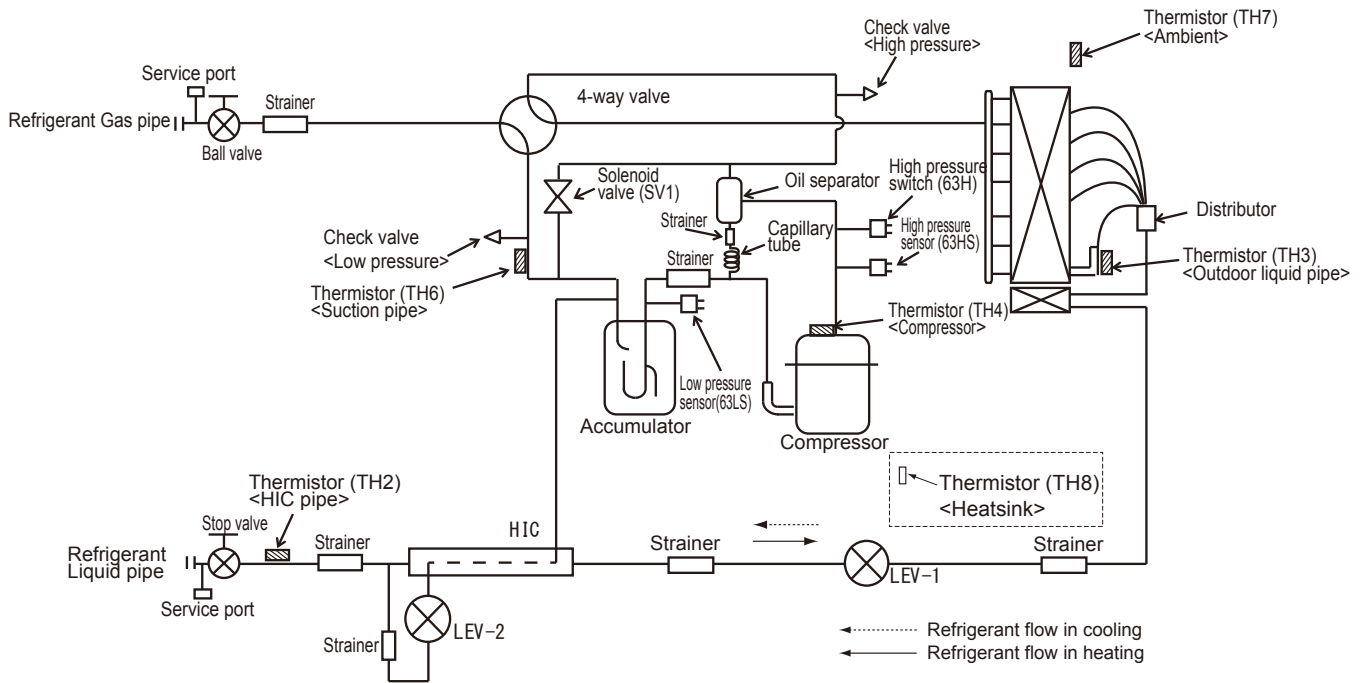 Check valve
<High pressure>
Thermistor (TH7)
<Ambient>
Service port
Strainer
4-way valve
Refrigerant Gas pipe
Ball valve
Solenoid
valve (SV1)
Oil separator
High pressure
switch (63H)
Distributor
Strainer
Capillary
tube
High pressure
sensor (63HS)
Check valve
<Low pressure>
Strainer
Thermistor (TH3)
<Outdoor liquid pipe>
Thermistor (TH6)
<Suction pipe>
Thermistor (TH4)
<Compressor>
Low pressure
sensor(63LS)
Accumulator
Compressor
Thermistor (TH8)
<Heatsink>
Thermistor (TH2)
<HIC pipe>
Stop valve
Strainer
HIC
Strainer
Strainer
Refrigerant
Liquid pipe
LEV-1
Service port
Strainer
LEV-2
Refrigerant flow in cooling
Refrigerant flow in heating